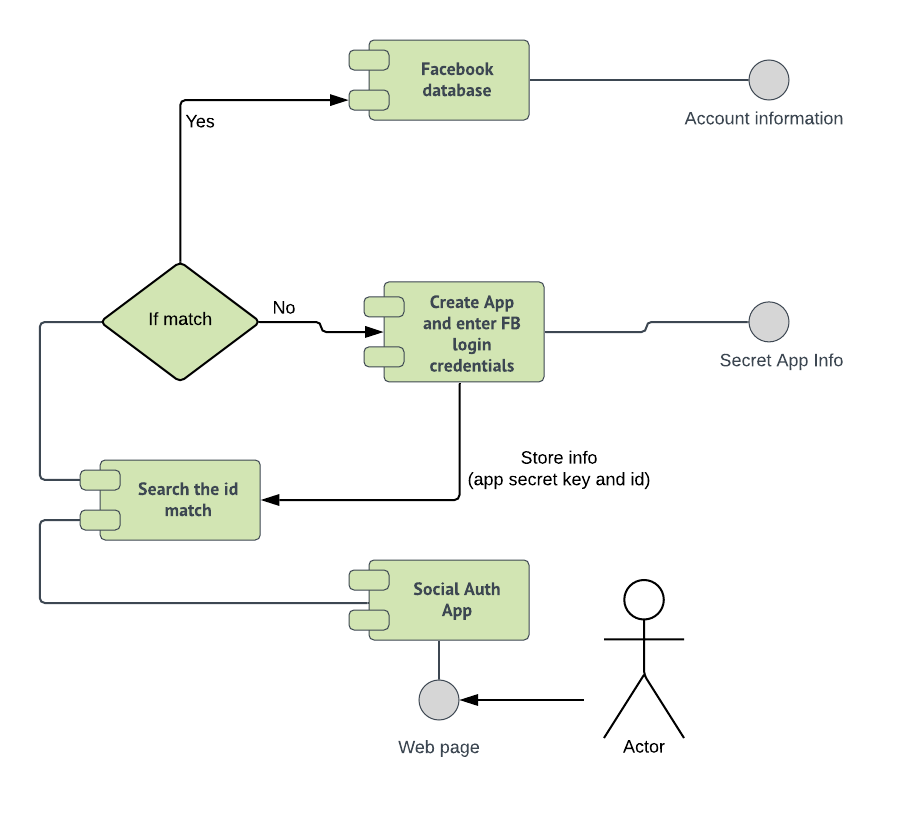 Facebook
database
Account information
Yes
If match
No
Create App
and enter FB
login
credentials
Secret App Info
Store info
(app secret key and id)
Search the id
match
Social Auth
App
Web page
Actor